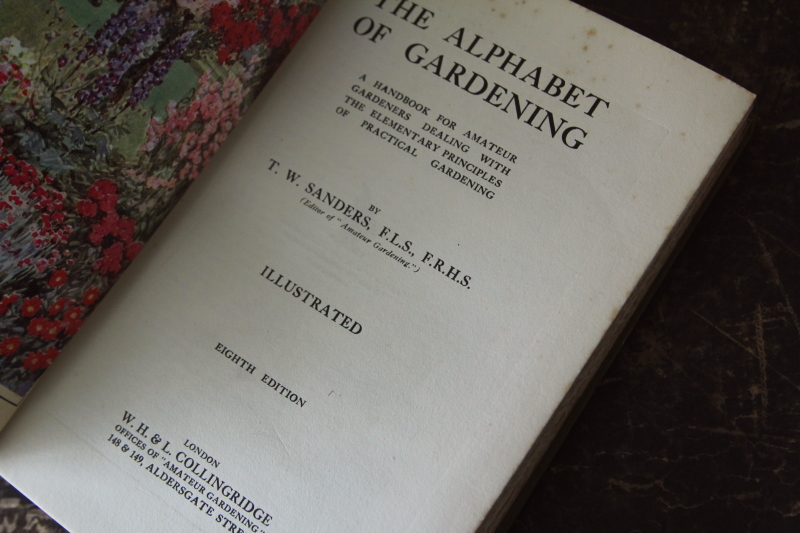 THE ALPHABET
OF GARDENING
A HANDBOOK FOR AMATEUR
GARDENERS DEALING WITH
THE ELEMENTARY PRINCIPLES
OF PRACTICAL GARDENING
BY
T. W. SANDERS, F.L.S., F.R.H.S.
(Editor of "Amateur Gardening.")
ILLUSTRATED
EIGHTH EDITION
LONDON
W. H. & L. COLLINGRIDGE
OFFICES OF "AMATEUR GARDENING,"
148 & 149, ALDERSGATE STRE